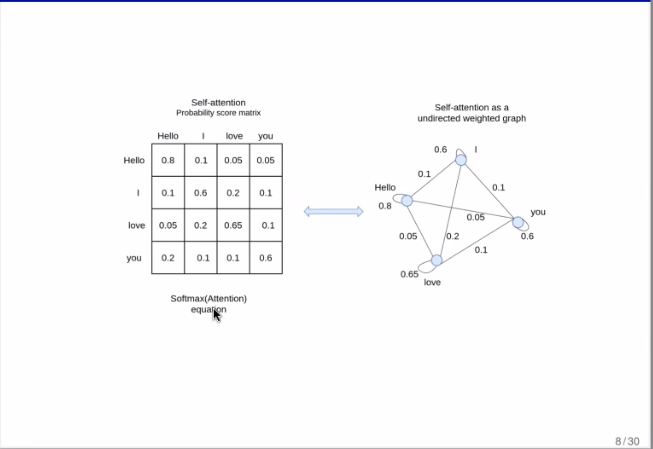 Self-attention
Probability score matrix
Hello I love you
Hello 0.8 0.1 0.05 0.05
I 0.1 0.6 0.2 0.1
love 0.05 0.2 0.65 0.1
you 0.2 0.1 0.1 0.6
Softmax(Attention)
equation
Self-attention as a
undirected weighted graph
0.6 I
0.1
Hello
0.1
0.8
0.05
you
0.05
0.2
0.6
0.1
0.65
love
8/30